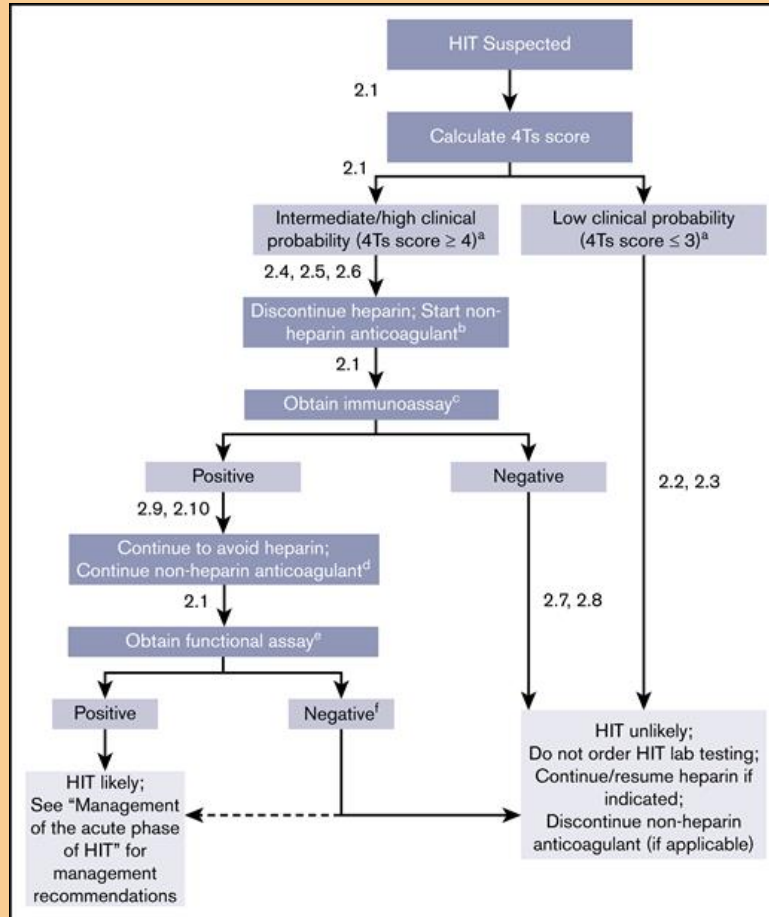 HIT Suspected
2.1
Calculate 4Ts score
2.1
Intermediate/high clinical
probability (4Ts score ≥ 4)ᵃ
Low clinical probability
(4Ts score ≤ 3)ᵃ
2.4, 2.5, 2.6
Discontinue heparin; Start non-
heparin anticoagulantᵇ
2.1
Obtain immunoassayᶜ
Positive
Negative
2.2, 2.3
2.9, 2.10
Continue to avoid heparin;
Continue non-heparin anticoagulantᵈ
2.7, 2.8
2.1
Obtain functional assayᵉ
Positive
Negativeᶠ
HIT likely;
See “Management
of the acute phase
of HIT” for
management
recommendations
HIT unlikely;
Do not order HIT lab testing;
Continue/resume heparin if
indicated;
Discontinue non-heparin
anticoagulant (if applicable)